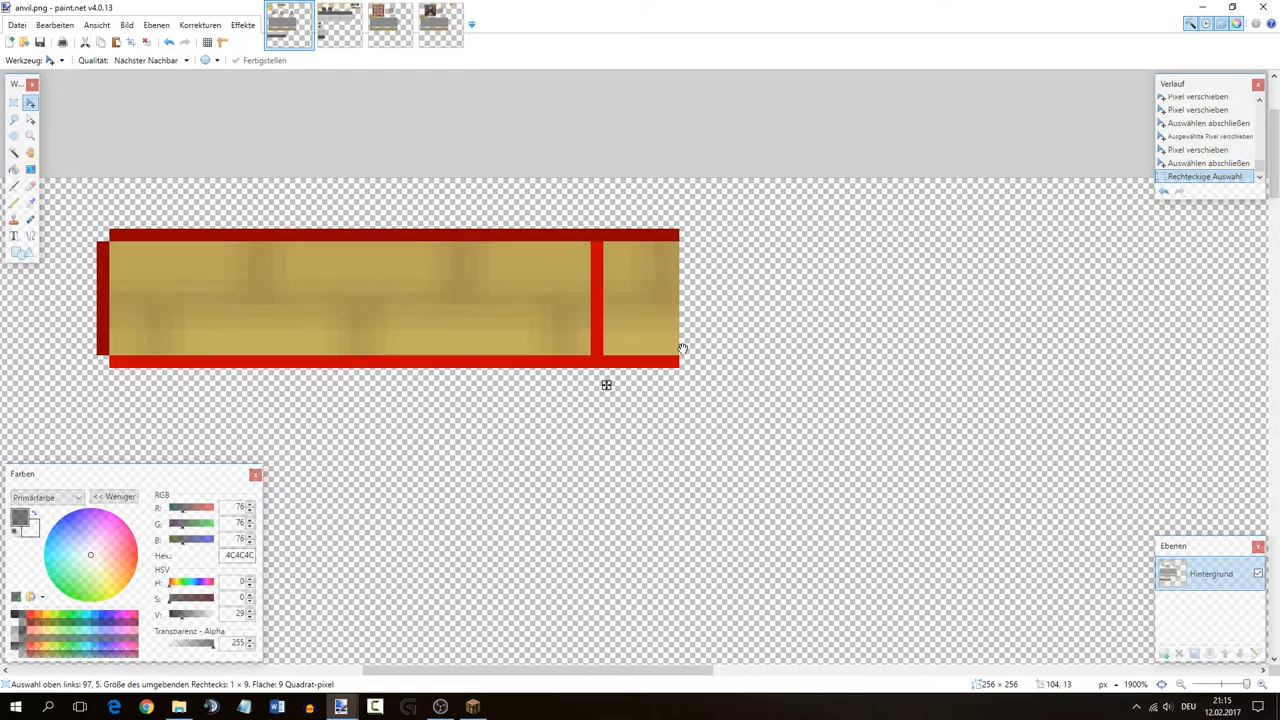 anvil.png - paint.net v4.0.13
Datei Bearbeiten Ansicht Bild Ebenen Korrekturen Effekte
Werkzeug: Qualität: Nächster Nachbar Fertigstellen
W...
Verlauf
Pixel verschieben
Pixel verschieben
Auswählen abschließen
Ausgewählte Pixel verschieben
Pixel verschieben
Auswählen abschließen
Rechteckige Auswahl
Farben
Primärfarbe << Weniger
RGB
R: 76
G: 76
B: 76
Hex: 4C4C4C
HSV
H: 0
S: 0
V: 29
Transparenz - Alpha
255
Ebenen
Hintergrund
Auswahl oben links: 97, 5. Größe des umgebenden Rechtecks: 1 × 9. Fläche: 9 Quadrat-pixel
256 × 256 104, 13 px 1900%
DEU 21:15
12.02.2017